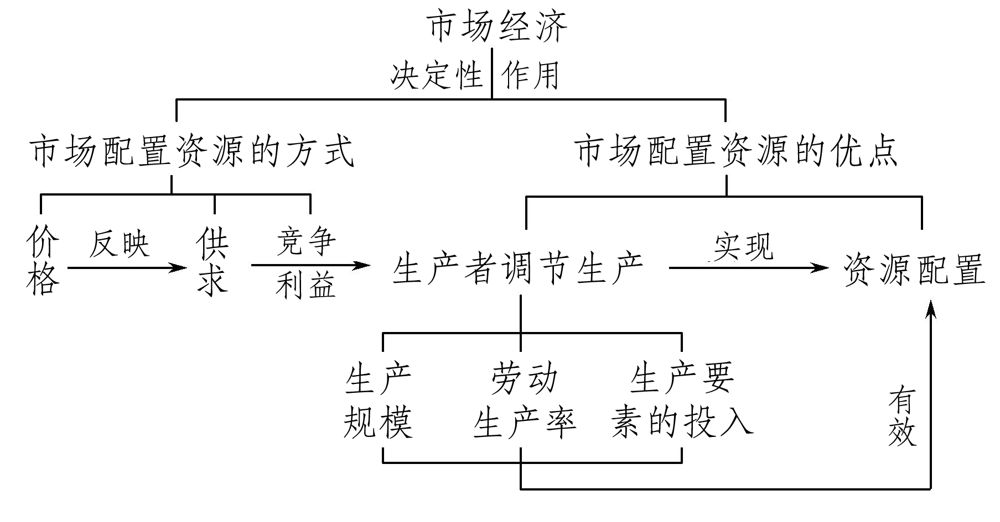 市场经济
决定性作用
市场配置资源的方式
市场配置资源的优点
价格
反映
供求
竞争
利益
生产者调节生产
实现
资源配置
生产
规模
劳动
生产率
生产要
素的投入
有效